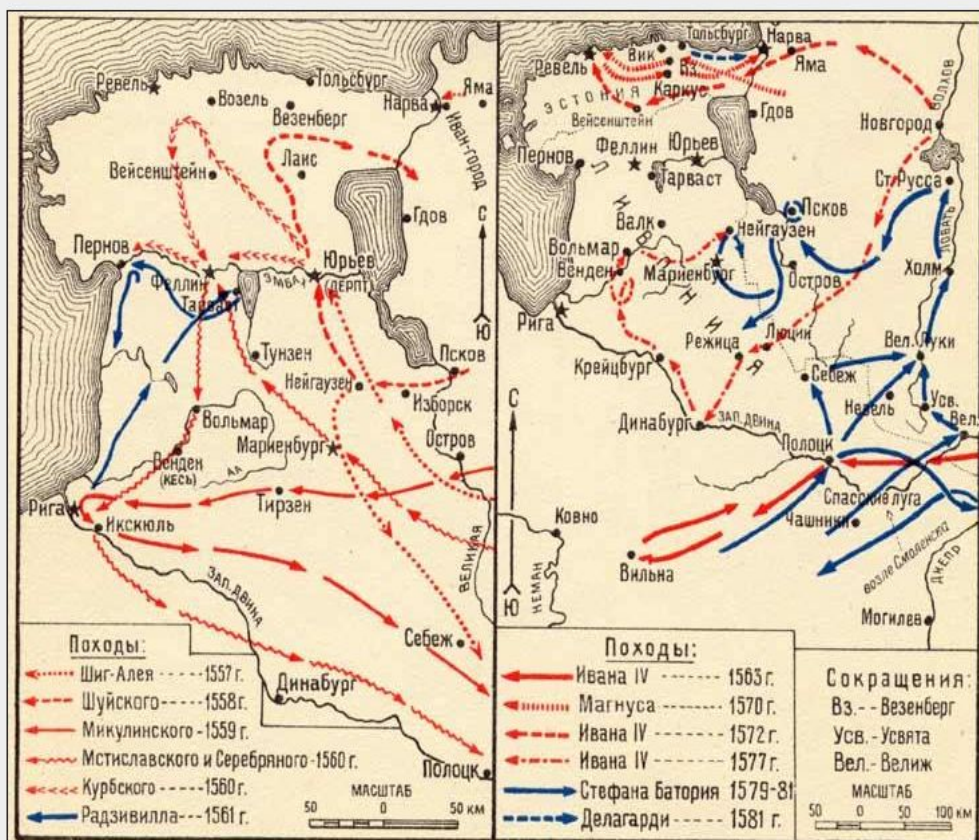 Ревель
Тольсбург
Возель
Везенберг
Нарва
Яма
Иван-город
Вейсенштейн
Лаис
Гдов
С
Пернов
Феллин
ЭМБАХ
Юрьев
(ДЕРПТ)
Тарваст
Ю
Тунзен
Псков
Нейгаузен
Изборск
Вольмар
Мариенбург
Остров
Венден
(КЕСЬ)
АА
Рига
Тирзен
Икскюль
ВЕЛИКАЯ
ЗАП. ДВИНА
Себеж
Динабург
Полоцк
Походы:
Шиг-Алея ---- 1557 г.
Шуйского ---- 1558 г.
Микулинского --- 1559 г.
Мстиславского и Серебряного - 1560 г.
Курбского ---- 1560 г.
Радзивилла --- 1561 г.
МАСШТАБ
50 0 50 км
Тольсбург
Нарва
Вик
Ревель
Вз.
Яма
Каркус
ЭСТОНИЯ
Вейсенштейн
Гдов
ВОЛХОВ
Новгород
Феллин
Юрьев
Пернов
Тарваст
Ст. Русса
Псков
Валк
Нейгаузен
ЛОВАТЬ
Вольмар
Венден
Мариенбург
Остров
Холм
ЛИВОНИЯ
Рига
Режица
Люцин
Вел. Луки
Крейцбург
Себеж
Невель
Усв.
Динабург
ЗАП. ДВИНА
Вел.
Полоцк
С
Спасские луга
Ковно
Чашники
возле Смоленска
Вильна
ДНЕПР
НЕМАН
Ю
Могилев
Походы:
Ивана IV ------ 1563 г.
Магнуса ------ 1570 г.
Ивана IV ------ 1572 г.
Ивана IV ------ 1577 г.
Стефана Батория 1579-81
Делагарди ---- 1581 г.
Сокращения:
Вз. -- Везенберг
Усв. - Усвята
Вел. - Велиж
МАСШТАБ
50 0 50 100 км